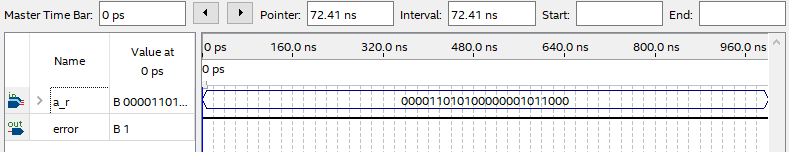 Master Time Bar: 0 ps Pointer: 72.41 ns Interval: 72.41 ns Start: End:
Name Value at 0 ps
0 ps 160.0 ns 320.0 ns 480.0 ns 640.0 ns 800.0 ns 960.0 ns
0 ps
in a_r B 00001101... 000011010100000001011000
out error B 1